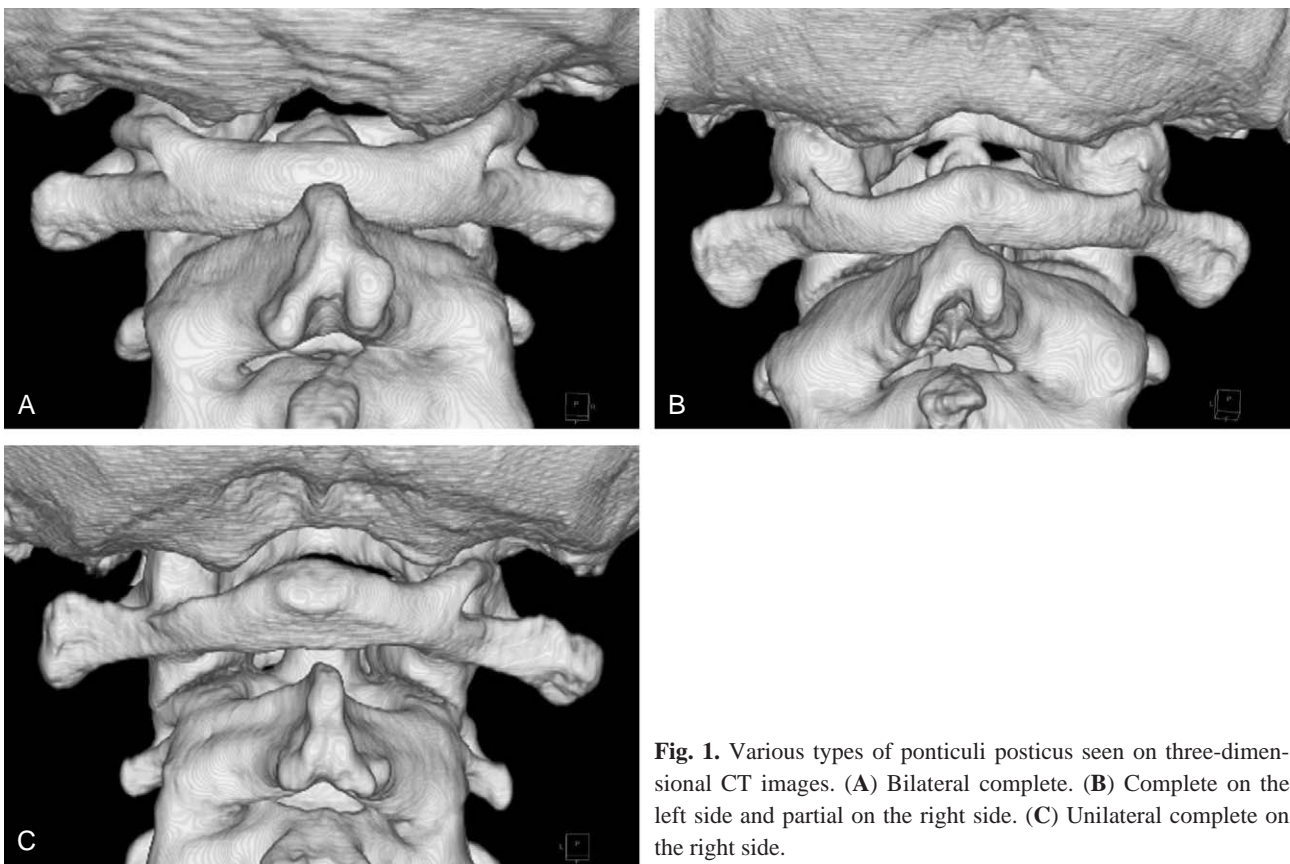 A
P
B
L
P
C
L
P
Fig. 1. Various types of ponticuli posticus seen on three-dimen-
sional CT images. (A) Bilateral complete. (B) Complete on the
left side and partial on the right side. (C) Unilateral complete on
the right side.